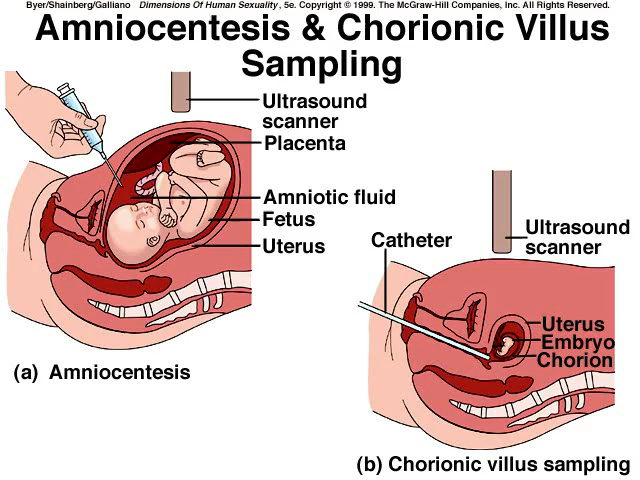 Byer/Shainberg/Galliano Dimensions Of Human Sexuality, 5e. Copyright © 1999. The McGraw-Hill Companies, Inc. All Rights Reserved.
Amniocentesis & Chorionic Villus
Sampling
Ultrasound
scanner
Placenta
Amniotic fluid
Fetus
Uterus
(a) Amniocentesis
Catheter
Ultrasound
scanner
Uterus
Embryo
Chorion
(b) Chorionic villus sampling